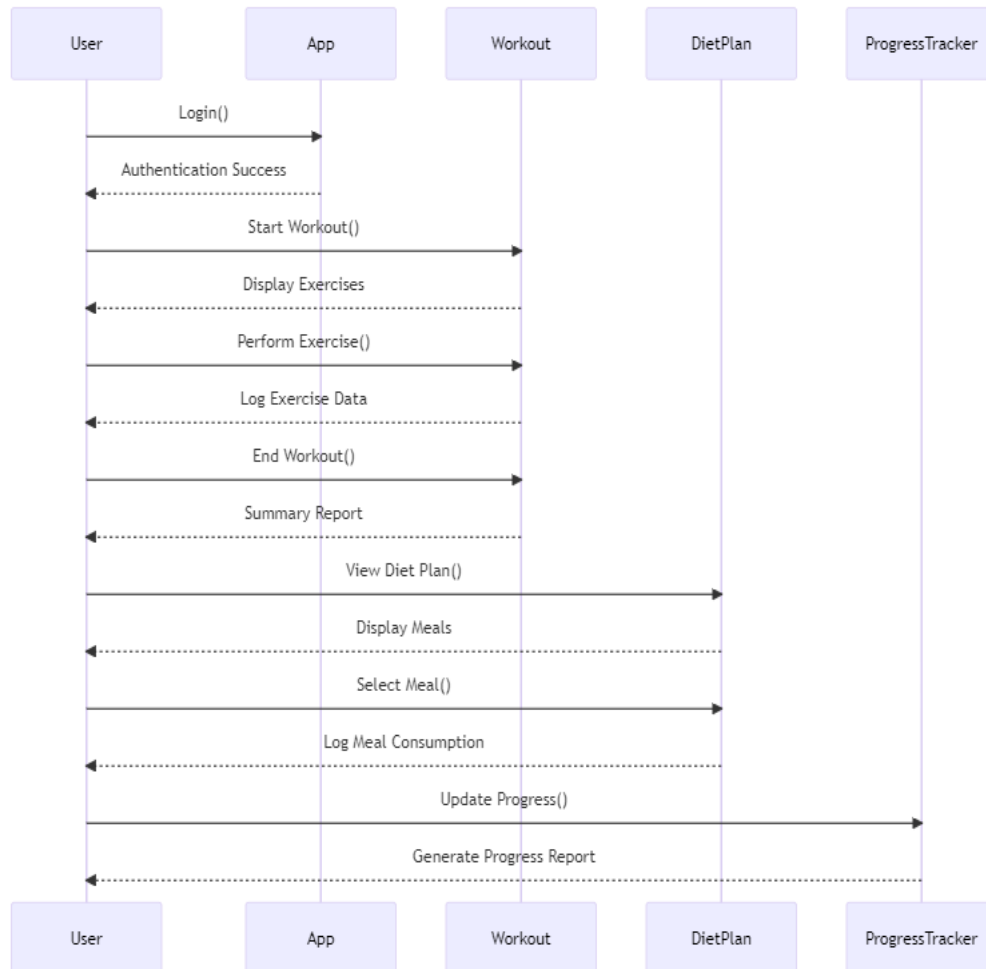 User App Workout DietPlan ProgressTracker
Login()
Authentication Success
Start Workout()
Display Exercises
Perform Exercise()
Log Exercise Data
End Workout()
Summary Report
View Diet Plan()
Display Meals
Select Meal()
Log Meal Consumption
Update Progress()
Generate Progress Report
User App Workout DietPlan ProgressTracker